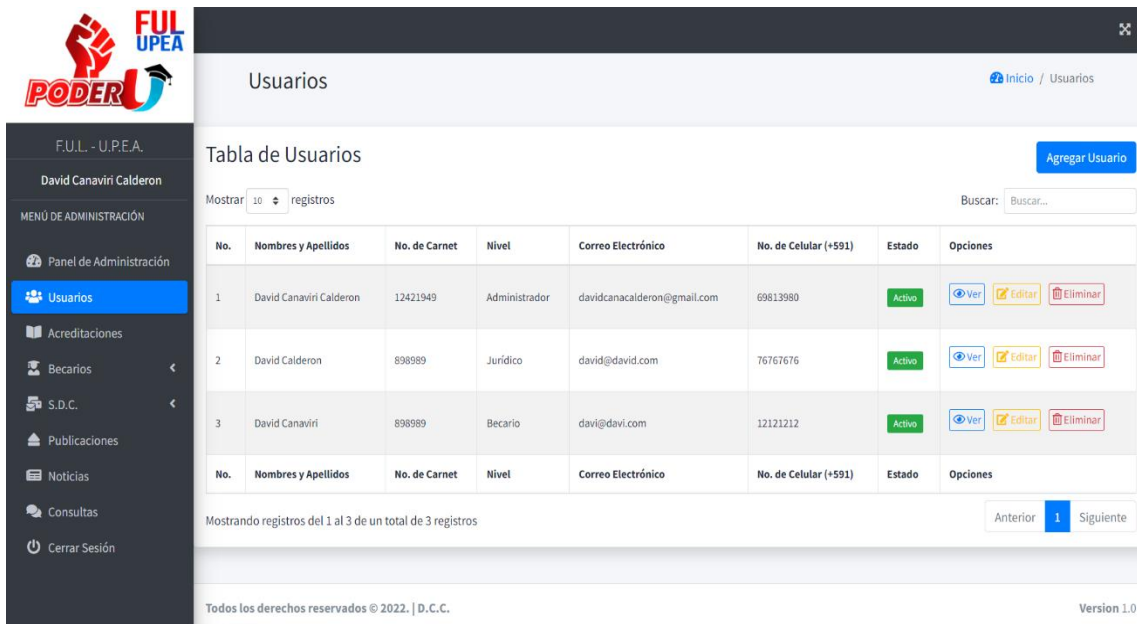 FUL
UPEA
PODER U
Usuarios
Inicio / Usuarios
F.U.L. - U.P.E.A.
David Canaviri Calderon
MENÚ DE ADMINISTRACIÓN
Panel de Administración
Usuarios
Acreditaciones
Becarios
S.D.C.
Publicaciones
Noticias
Consultas
Cerrar Sesión
Tabla de Usuarios
Agregar Usuario
Mostrar 10 registros
Buscar: Buscar...
No. Nombres y Apellidos No. de Carnet Nivel Correo Electrónico No. de Celular (+591) Estado Opciones
1 David Canaviri Calderon 12421949 Administrador davidcanacalderon@gmail.com 69813980 Activo Ver Editar Eliminar
2 David Calderon 898989 Jurídico david@david.com 76767676 Activo Ver Editar Eliminar
3 David Canaviri 898989 Becario davi@davi.com 12121212 Activo Ver Editar Eliminar
No. Nombres y Apellidos No. de Carnet Nivel Correo Electrónico No. de Celular (+591) Estado Opciones
Mostrando registros del 1 al 3 de un total de 3 registros
Anterior 1 Siguiente
Todos los derechos reservados © 2022. | D.C.C.
Version 1.0